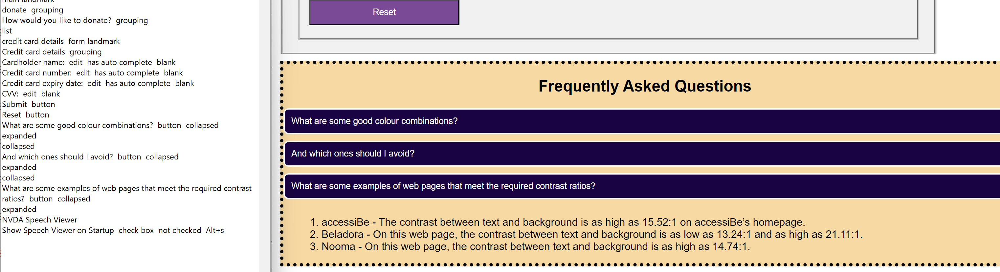 main landmark
donate  grouping
How would you like to donate?  grouping
list
credit card details  form landmark
Credit card details  grouping
Cardholder name:  edit  has auto complete  blank
Credit card number:  edit  has auto complete  blank
Credit card expiry date:  edit  has auto complete  blank
CVV:  edit  blank
Submit  button
Reset  button
What are some good colour combinations?  button  collapsed
expanded
collapsed
And which ones should I avoid?  button  collapsed
expanded
collapsed
What are some examples of web pages that meet the required contrast
ratios?  button  collapsed
expanded
NVDA Speech Viewer
Show Speech Viewer on Startup  check box  not checked  Alt+s
Reset
Frequently Asked Questions
What are some good colour combinations?
And which ones should I avoid?
What are some examples of web pages that meet the required contrast ratios?
1. accessiBe - The contrast between text and background is as high as 15.52:1 on accessiBe’s homepage.
2. Beladora - On this web page, the contrast between text and background is as low as 13.24:1 and as high as 21.11:1.
3. Nooma - On this web page, the contrast between text and background is as high as 14.74:1.